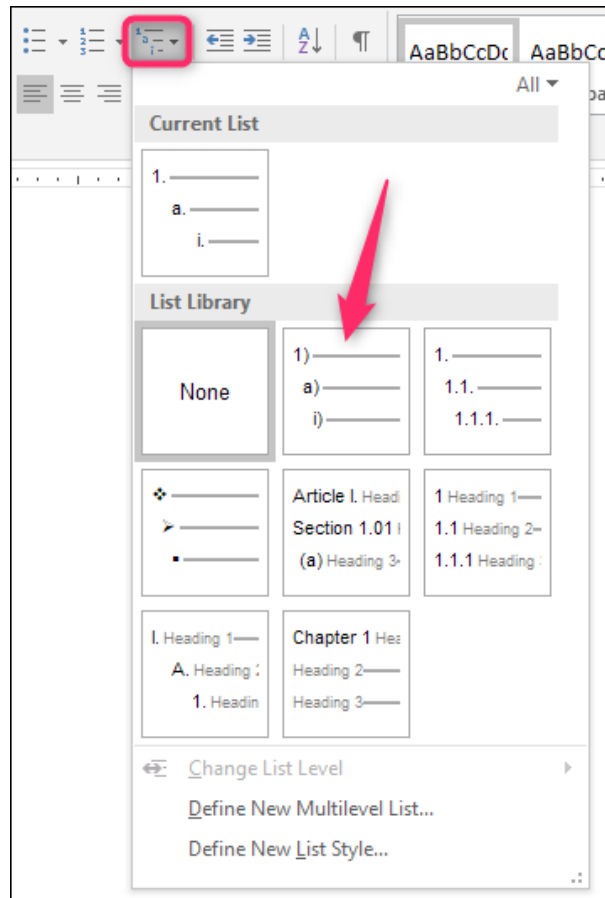 AaBbCcDc AaBbCc
All
Current List
1.
a.
i.
List Library
None
1)
a)
i)
1.
1.1.
1.1.1.
Article I. Headi
Section 1.01
(a) Heading 3
1 Heading 1
1.1 Heading 2
1.1.1 Heading
I. Heading 1
A. Heading 2
1. Headin
Chapter 1 Hea
Heading 2
Heading 3
Change List Level
Define New Multilevel List...
Define New List Style...